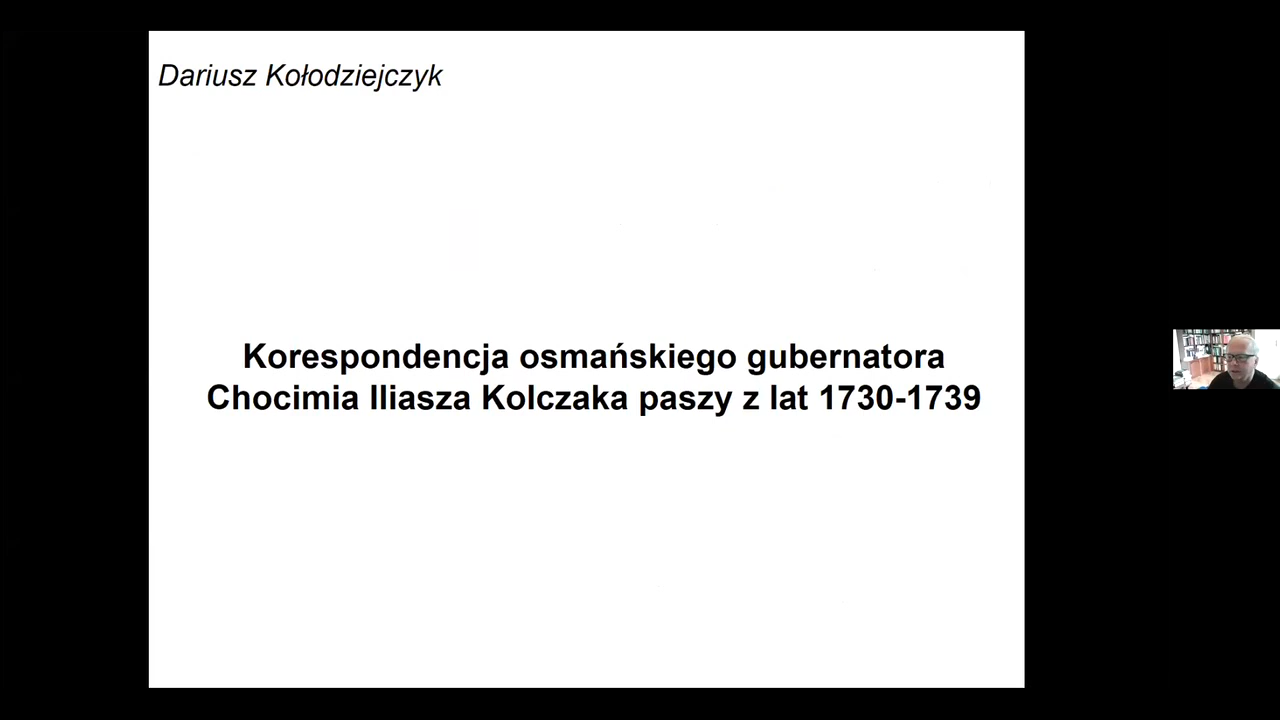 Dariusz Kołodziejczyk
Korespondencja osmańskiego gubernatora
Chocimia Iliasza Kolczaka paszy z lat 1730-1739